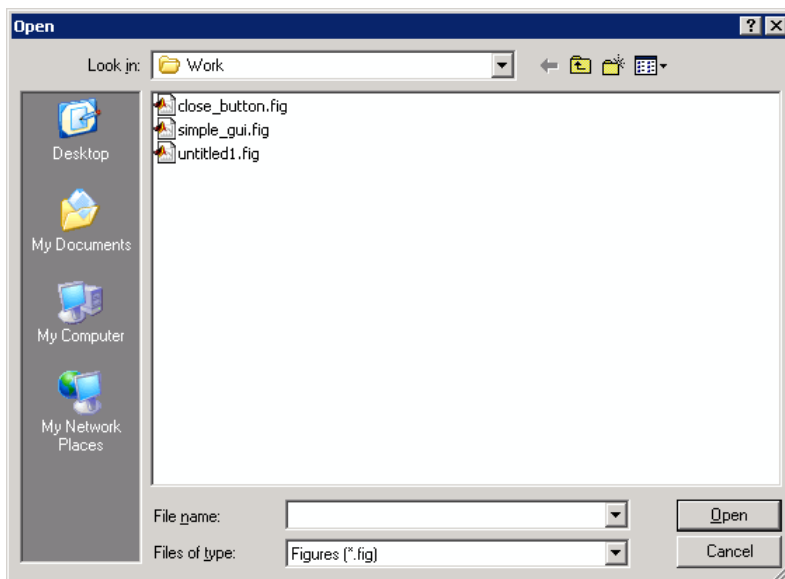 Open
Look in: Work
close_button.fig
simple_gui.fig
untitled1.fig
Desktop
My Documents
My Computer
My Network
Places
File name:
Open
Files of type: Figures (*.fig)
Cancel